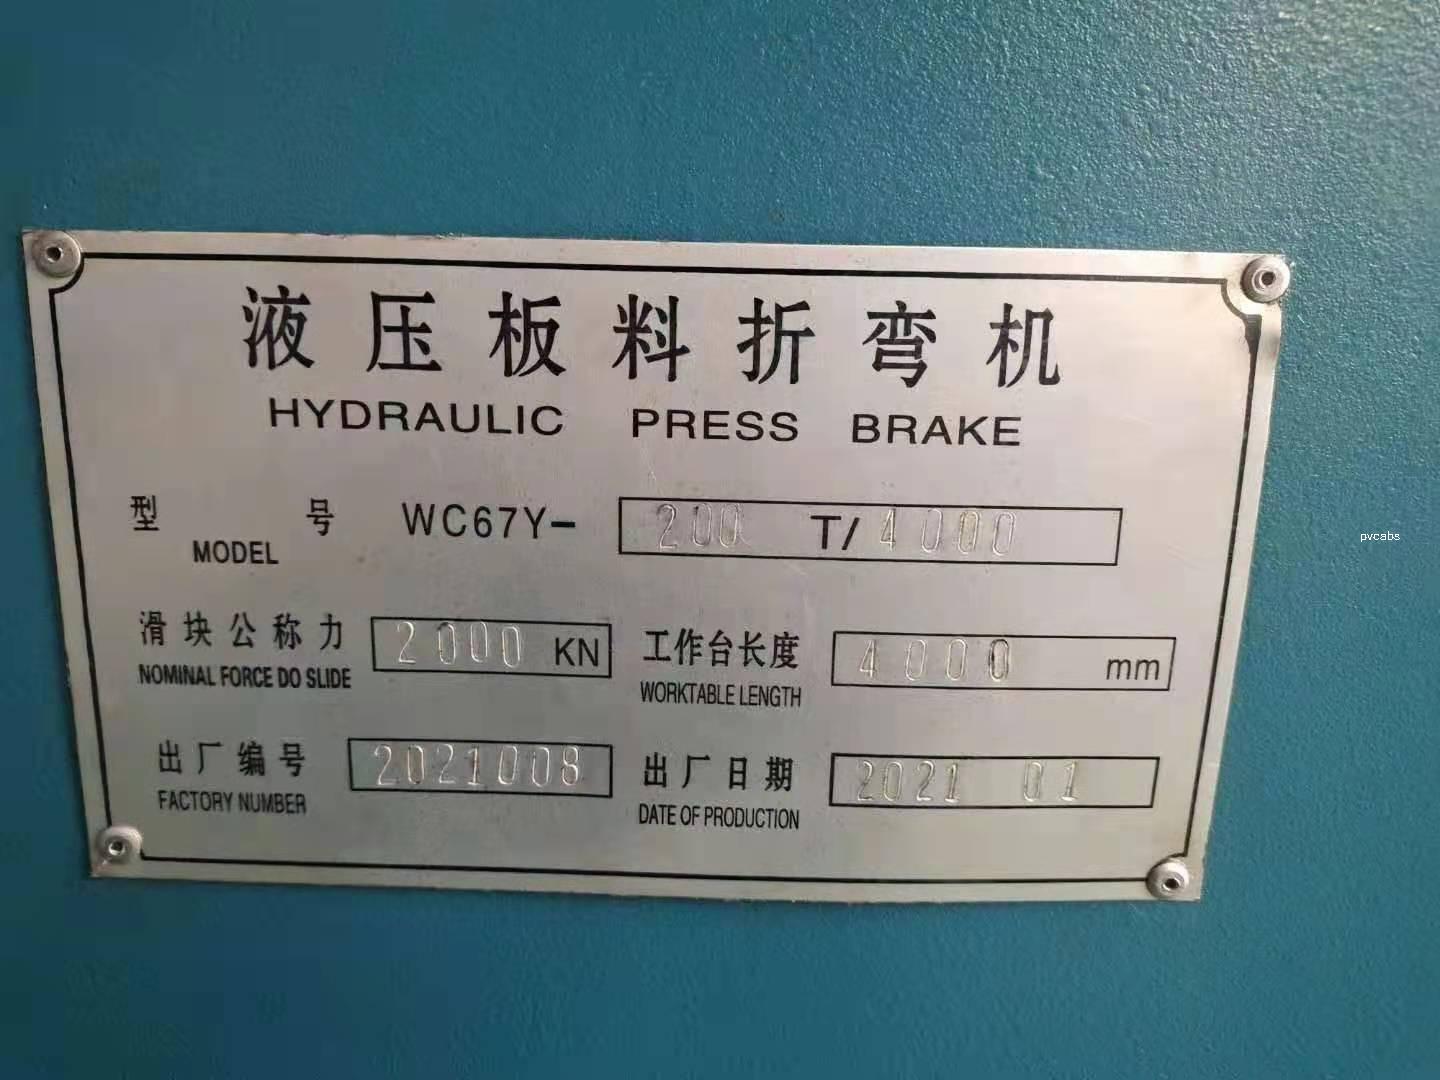 液压板料折弯机
HYDRAULIC PRESS BRAKE
型号 WC67Y- 200 T/ 4000
MODEL
滑块公称力 2000 KN 工作台长度 4000 mm
NOMINAL FORCE DO SLIDE WORKTABLE LENGTH
出厂编号 2021008 出厂日期 2021 01
FACTORY NUMBER DATE OF PRODUCTION
pvcabs